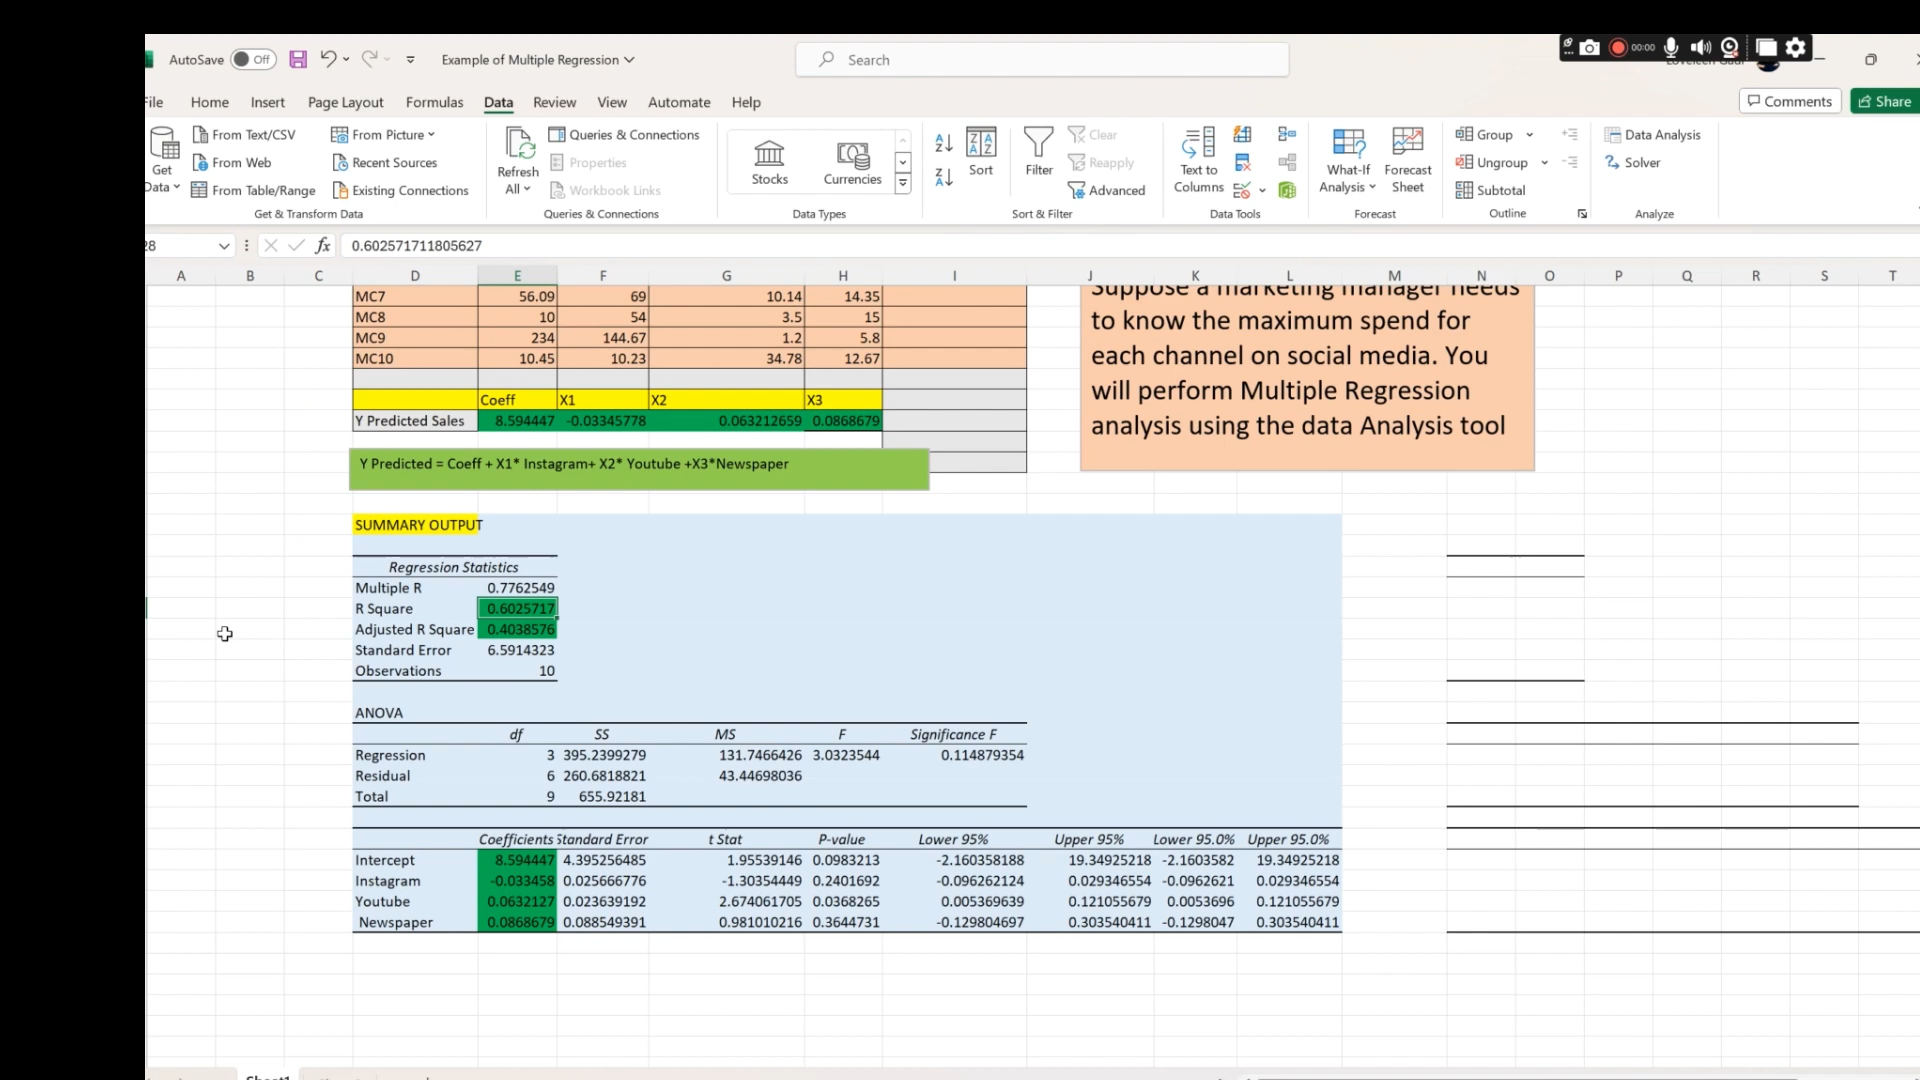 AutoSave Off Example of Multiple Regression Search 00:00
File Home Insert Page Layout Formulas Data Review View Automate Help Comments Share
Get Data
From Text/CSV
From Web
From Table/Range
From Picture
Recent Sources
Existing Connections
Get & Transform Data
Refresh All
Queries & Connections
Properties
Workbook Links
Queries & Connections
Stocks Currencies
Data Types
Sort Filter
Clear
Reapply
Advanced
Sort & Filter
Text to Columns
Data Tools
What-If Analysis
Forecast Sheet
Forecast
Group
Ungroup
Subtotal
Outline
Data Analysis
Solver
Analyze
28 fx 0.602571711805627
A B C D E F G H I J K L M N O P Q R S T
MC7 56.09 69 10.14 14.35
MC8 10 54 3.5 15
MC9 234 144.67 1.2 5.8
MC10 10.45 10.23 34.78 12.67
Coeff X1 X2 X3
Y Predicted Sales 8.594447 -0.03345778 0.063212659 0.0868679
Y Predicted = Coeff + X1* Instagram+ X2* Youtube +X3*Newspaper
Suppose a marketing manager needs
to know the maximum spend for
each channel on social media. You
will perform Multiple Regression
analysis using the data Analysis tool
SUMMARY OUTPUT
Regression Statistics
Multiple R 0.7762549
R Square 0.6025717
Adjusted R Square 0.4038576
Standard Error 6.5914323
Observations 10
ANOVA
df SS MS F Significance F
Regression 3 395.2399279 131.7466426 3.0323544 0.114879354
Residual 6 260.6818821 43.44698036
Total 9 655.92181
Coefficients Standard Error t Stat P-value Lower 95% Upper 95% Lower 95.0% Upper 95.0%
Intercept 8.594447 4.395256485 1.95539146 0.0983213 -2.160358188 19.34925218 -2.1603582 19.34925218
Instagram -0.033458 0.025666776 -1.30354449 0.2401692 -0.096262124 0.029346554 -0.0962621 0.029346554
Youtube 0.0632127 0.023639192 2.674061705 0.0368265 0.005369639 0.121055679 0.0053696 0.121055679
Newspaper 0.0868679 0.088549391 0.981010216 0.3644731 -0.129804697 0.303540411 -0.1298047 0.303540411
Sheet1